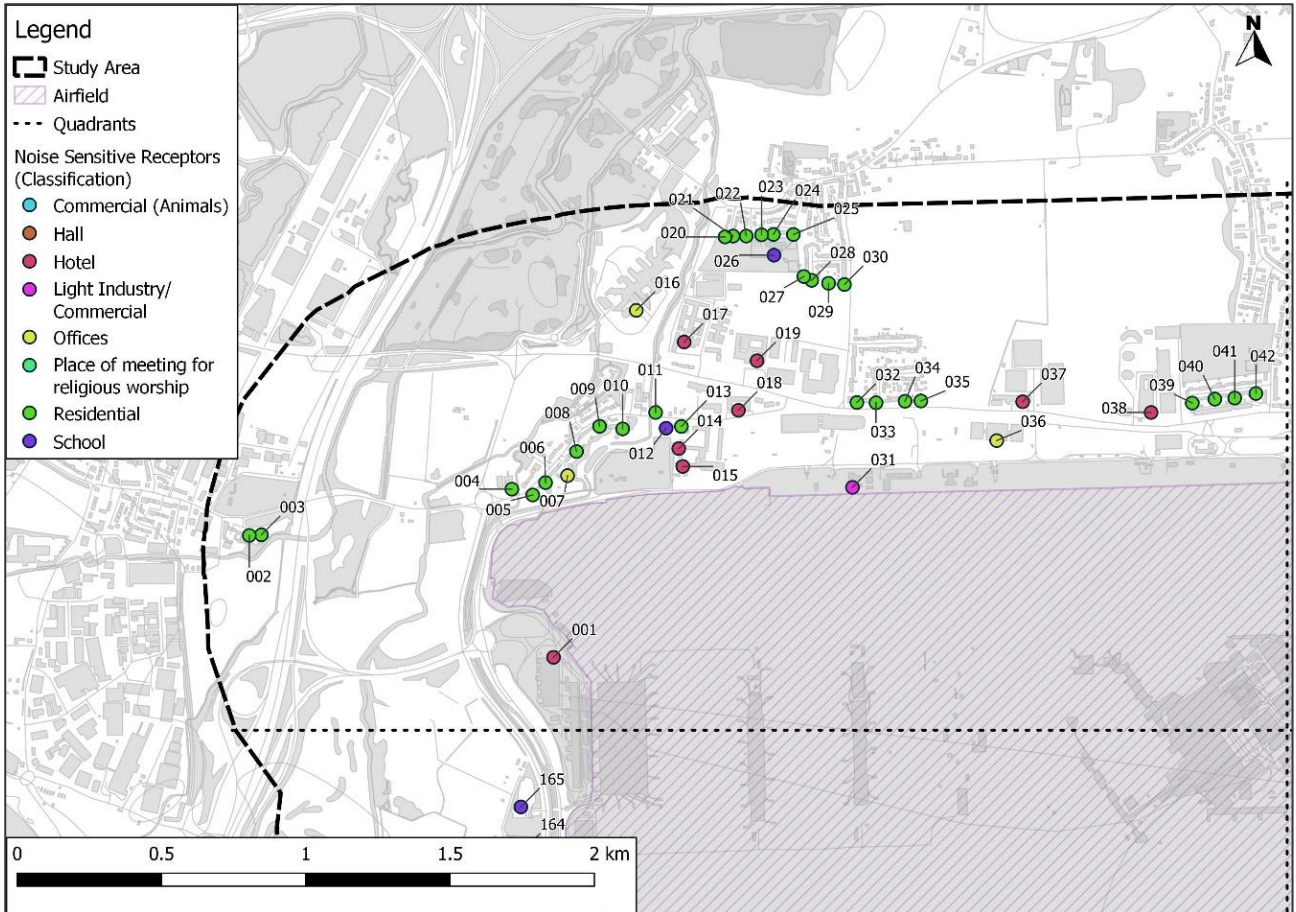 Legend
Study Area
Airfield
Quadrants
Noise Sensitive Receptors
(Classification)
Commercial (Animals)
Hall
Hotel
Light Industry/
Commercial
Offices
Place of meeting for
religious worship
Residential
School
N
023
022
024
021
025
020
026
028
030
027
029
016
017
019
011
032
034
037
041
042
040
009
010
013
018
035
039
008
014
038
033
036
006
012
015
031
004
005
007
003
002
001
165
164
0 0.5 1 1.5 2 km